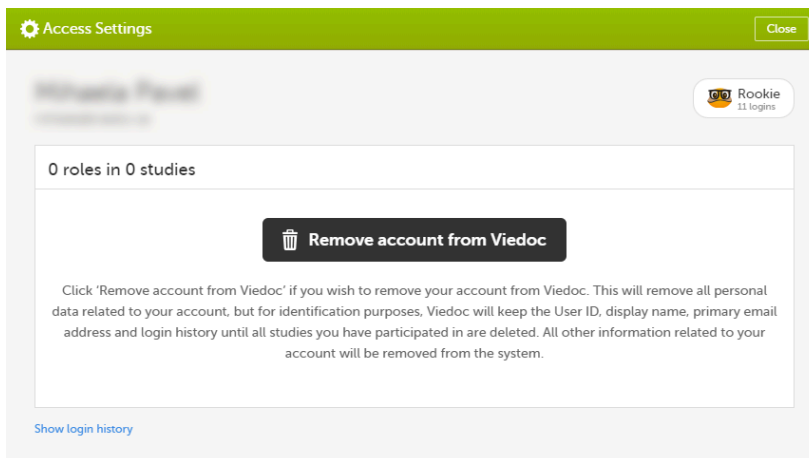 Access Settings
Close
Rookie
11 logins
0 roles in 0 studies
Remove account from Viedoc
Click ‘Remove account from Viedoc’ if you wish to remove your account from Viedoc. This will remove all personal
data related to your account, but for identification purposes, Viedoc will keep the User ID, display name, primary email
address and login history until all studies you have participated in are deleted. All other information related to your
account will be removed from the system.
Show login history